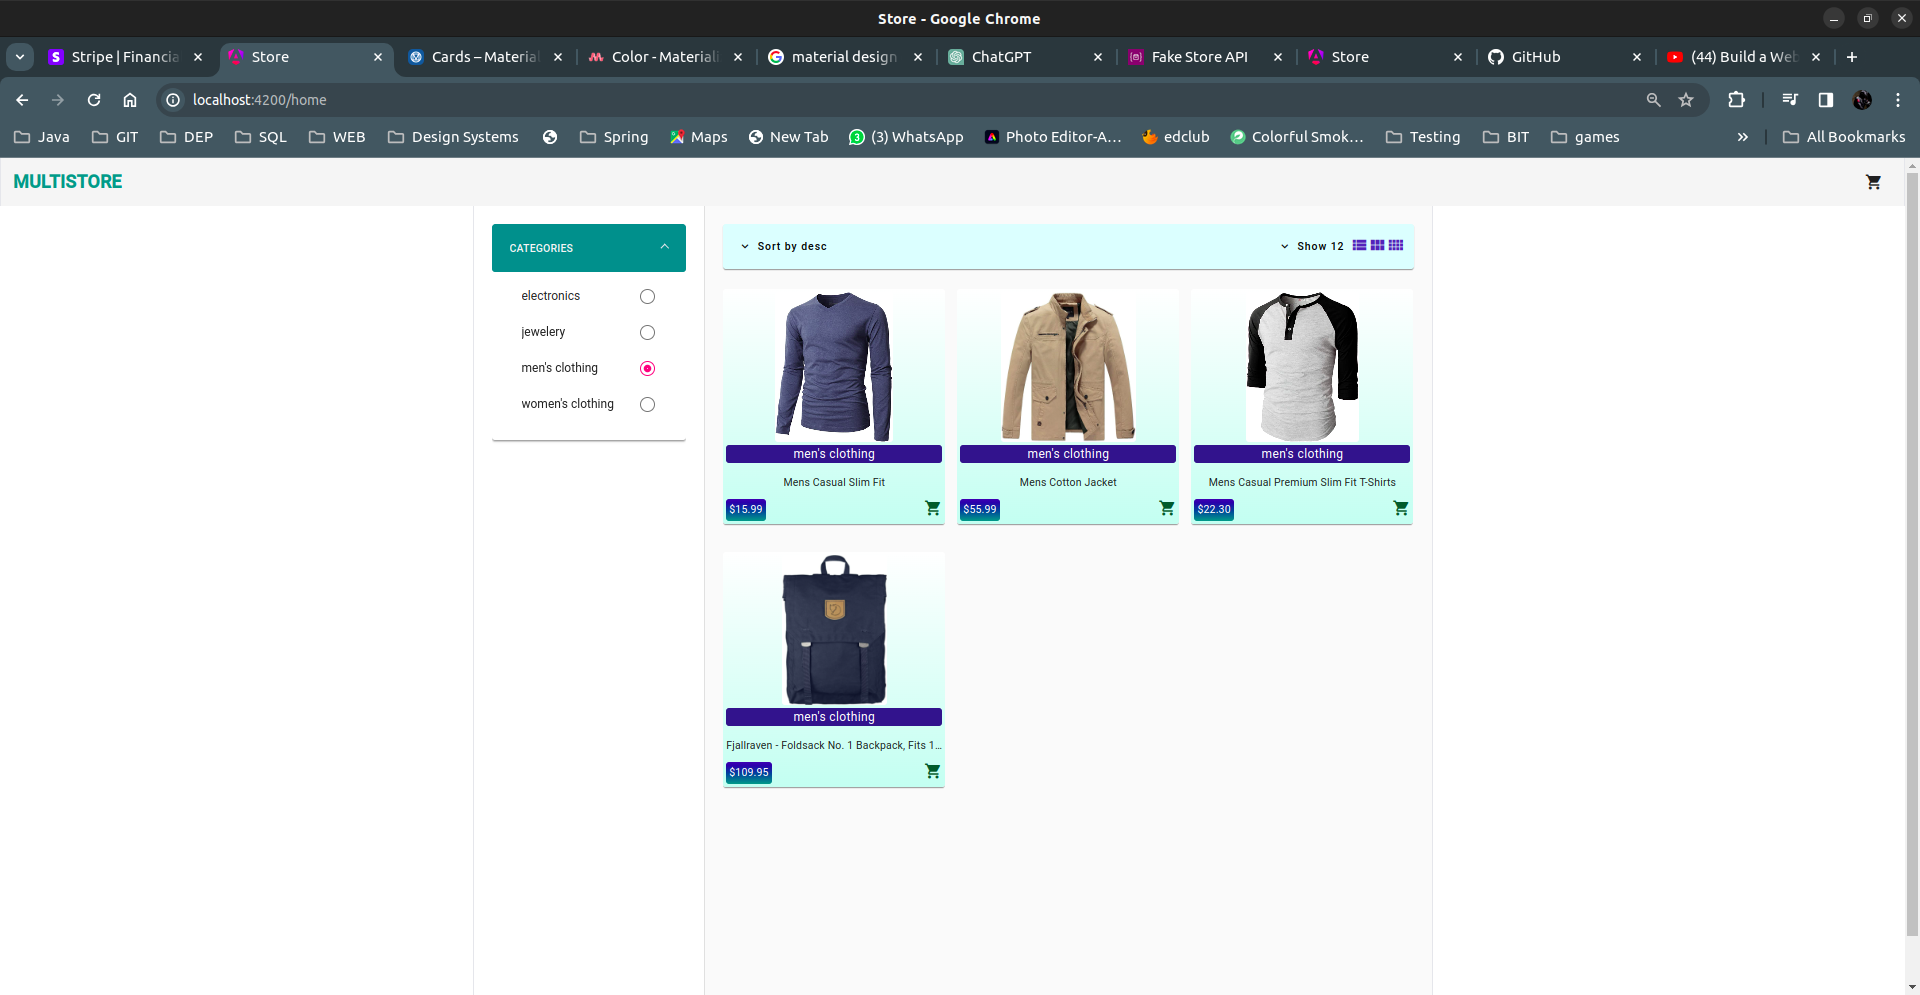 Store - Google Chrome
Stripe | Financia
Store
Cards – Material
Color - Materiali
material design
ChatGPT
Fake Store API
Store
GitHub
(44) Build a Web
localhost:4200/home
Java
GIT
DEP
SQL
WEB
Design Systems
Spring
Maps
New Tab
(3) WhatsApp
Photo Editor-A...
edclub
Colorful Smok...
Testing
BIT
games
All Bookmarks
MULTISTORE
CATEGORIES
electronics
jewelery
men's clothing
women's clothing
Sort by desc
Show 12
men's clothing
Mens Casual Slim Fit
$15.99
men's clothing
Mens Cotton Jacket
$55.99
men's clothing
Mens Casual Premium Slim Fit T-Shirts
$22.30
men's clothing
Fjallraven - Foldsack No. 1 Backpack, Fits 1...
$109.95